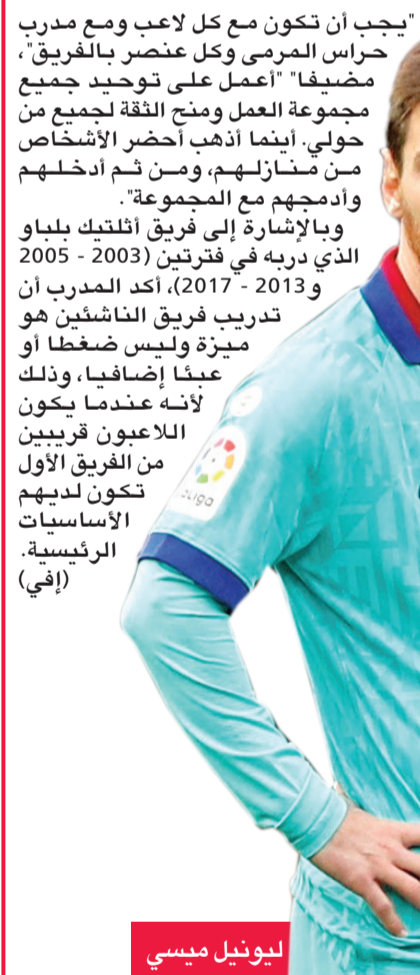 "يجب أن تكون مع كل لاعب ومع مدرب
حراس المرمى وكل عنصر بالفريق"،
مضيفا" "أعمل على توحيد جميع
مجموعة العمل ومنح الثقة لجميع من
حولي. أينما أذهب أحضر الأشخاص
من منازلهم، ومن ثم أدخلهم
وأدمجهم مع المجموعة".
وبالإشارة إلى فريق أثلتيك بلباو
الذي دربه في فترتين (2003 - 2005
و2013 - 2017)، أكد المدرب أن
تدريب فريق الناشئين هو
ميزة وليس ضغطا أو
عبئا إضافيا، وذلك
لأنه عندما يكون
اللاعبون قريبين
من الفريق الأول
تكون لديهم
الأساسيات
الرئيسية.
(إفي)
LaLiga
ليونيل ميسي